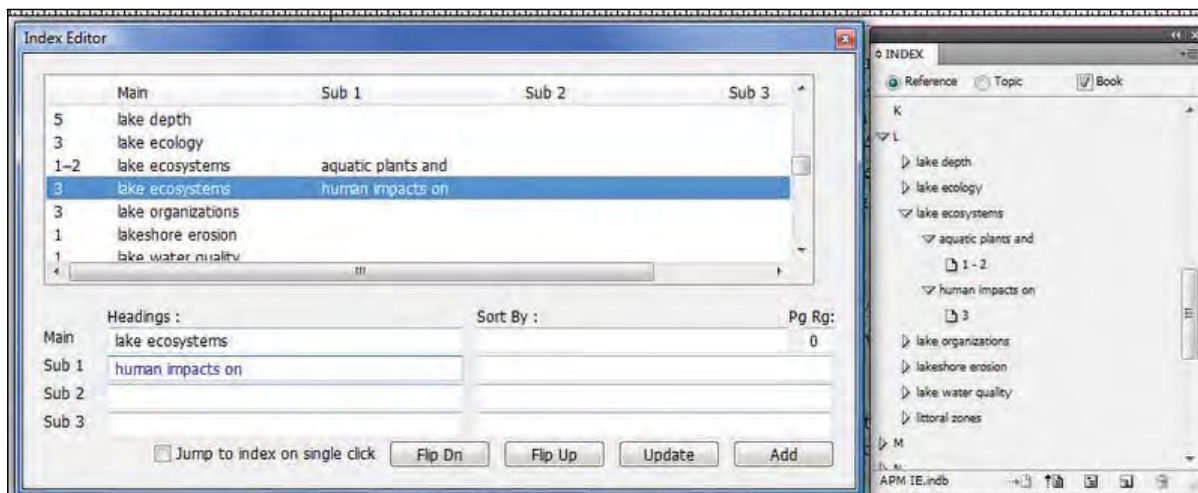 Index Editor
Main Sub 1 Sub 2 Sub 3
5 lake depth
3 lake ecology
1–2 lake ecosystems aquatic plants and
3 lake ecosystems human impacts on
3 lake organizations
1 lakeshore erosion
1 lake water quality
Headings : Sort By : Pg Rg:
Main lake ecosystems 0
Sub 1 human impacts on
Sub 2
Sub 3
Jump to index on single click Flip Dn Flip Up Update Add
INDEX
Reference Topic Book
K
L
lake depth
lake ecology
lake ecosystems
aquatic plants and
1 - 2
human impacts on
3
lake organizations
lakeshore erosion
lake water quality
littoral zones
M
APM IE.indb